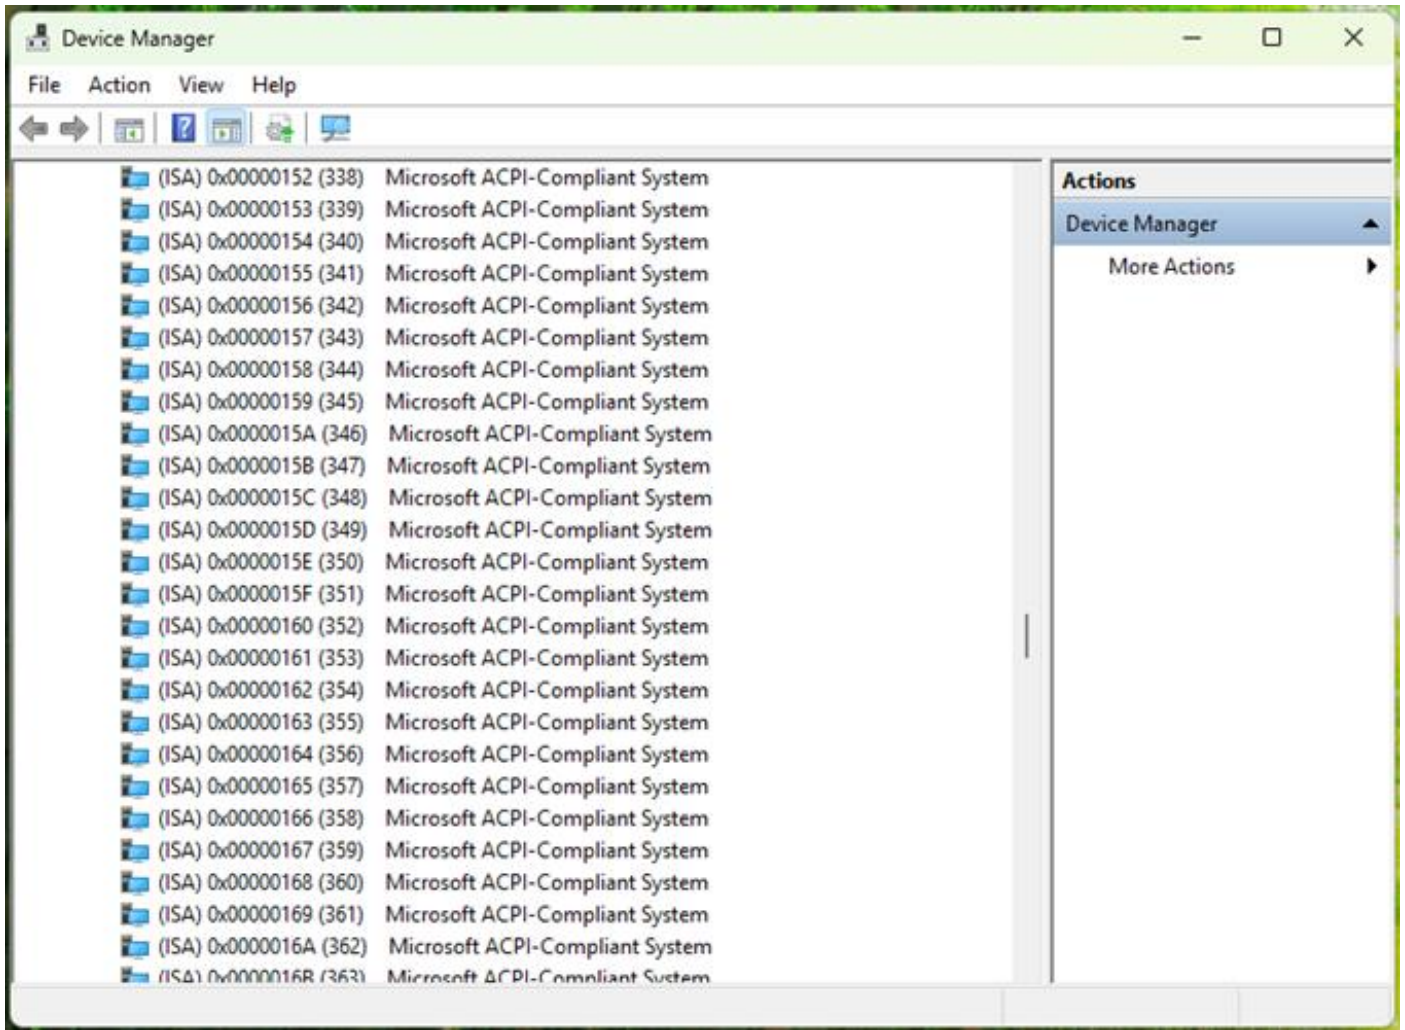 Device Manager
File Action View Help
(ISA) 0x00000152 (338) Microsoft ACPI-Compliant System
(ISA) 0x00000153 (339) Microsoft ACPI-Compliant System
(ISA) 0x00000154 (340) Microsoft ACPI-Compliant System
(ISA) 0x00000155 (341) Microsoft ACPI-Compliant System
(ISA) 0x00000156 (342) Microsoft ACPI-Compliant System
(ISA) 0x00000157 (343) Microsoft ACPI-Compliant System
(ISA) 0x00000158 (344) Microsoft ACPI-Compliant System
(ISA) 0x00000159 (345) Microsoft ACPI-Compliant System
(ISA) 0x0000015A (346) Microsoft ACPI-Compliant System
(ISA) 0x0000015B (347) Microsoft ACPI-Compliant System
(ISA) 0x0000015C (348) Microsoft ACPI-Compliant System
(ISA) 0x0000015D (349) Microsoft ACPI-Compliant System
(ISA) 0x0000015E (350) Microsoft ACPI-Compliant System
(ISA) 0x0000015F (351) Microsoft ACPI-Compliant System
(ISA) 0x00000160 (352) Microsoft ACPI-Compliant System
(ISA) 0x00000161 (353) Microsoft ACPI-Compliant System
(ISA) 0x00000162 (354) Microsoft ACPI-Compliant System
(ISA) 0x00000163 (355) Microsoft ACPI-Compliant System
(ISA) 0x00000164 (356) Microsoft ACPI-Compliant System
(ISA) 0x00000165 (357) Microsoft ACPI-Compliant System
(ISA) 0x00000166 (358) Microsoft ACPI-Compliant System
(ISA) 0x00000167 (359) Microsoft ACPI-Compliant System
(ISA) 0x00000168 (360) Microsoft ACPI-Compliant System
(ISA) 0x00000169 (361) Microsoft ACPI-Compliant System
(ISA) 0x0000016A (362) Microsoft ACPI-Compliant System
(ISA) 0x0000016B (363) Microsoft ACPI-Compliant System
Actions
Device Manager
More Actions